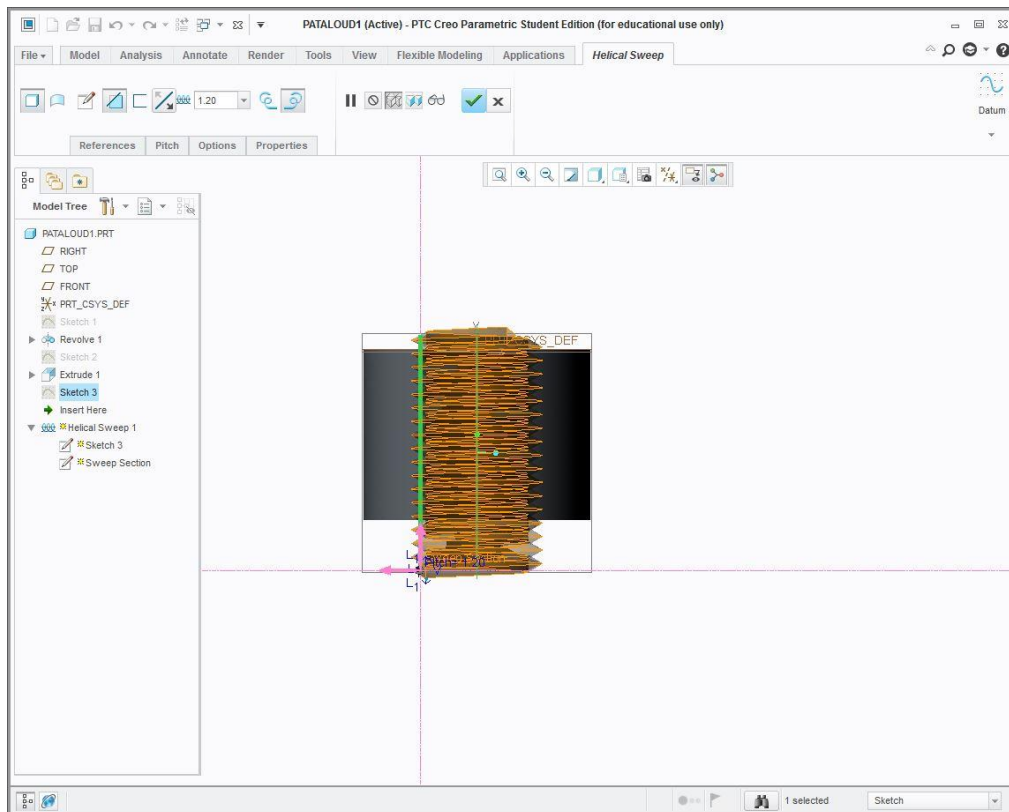 PATALOUD1 (Active) - PTC Creo Parametric Student Edition (for educational use only)
File Model Analysis Annotate Render Tools View Flexible Modeling Applications Helical Sweep
1.20
Datum
References Pitch Options Properties
Model Tree
PATALOUD1.PRT
RIGHT
TOP
FRONT
PRT_CSYS_DEF
Sketch 1
Revolve 1
Sketch 2
Extrude 1
Sketch 3
Insert Here
Helical Sweep 1
Sketch 3
Sweep Section
1 selected
Sketch